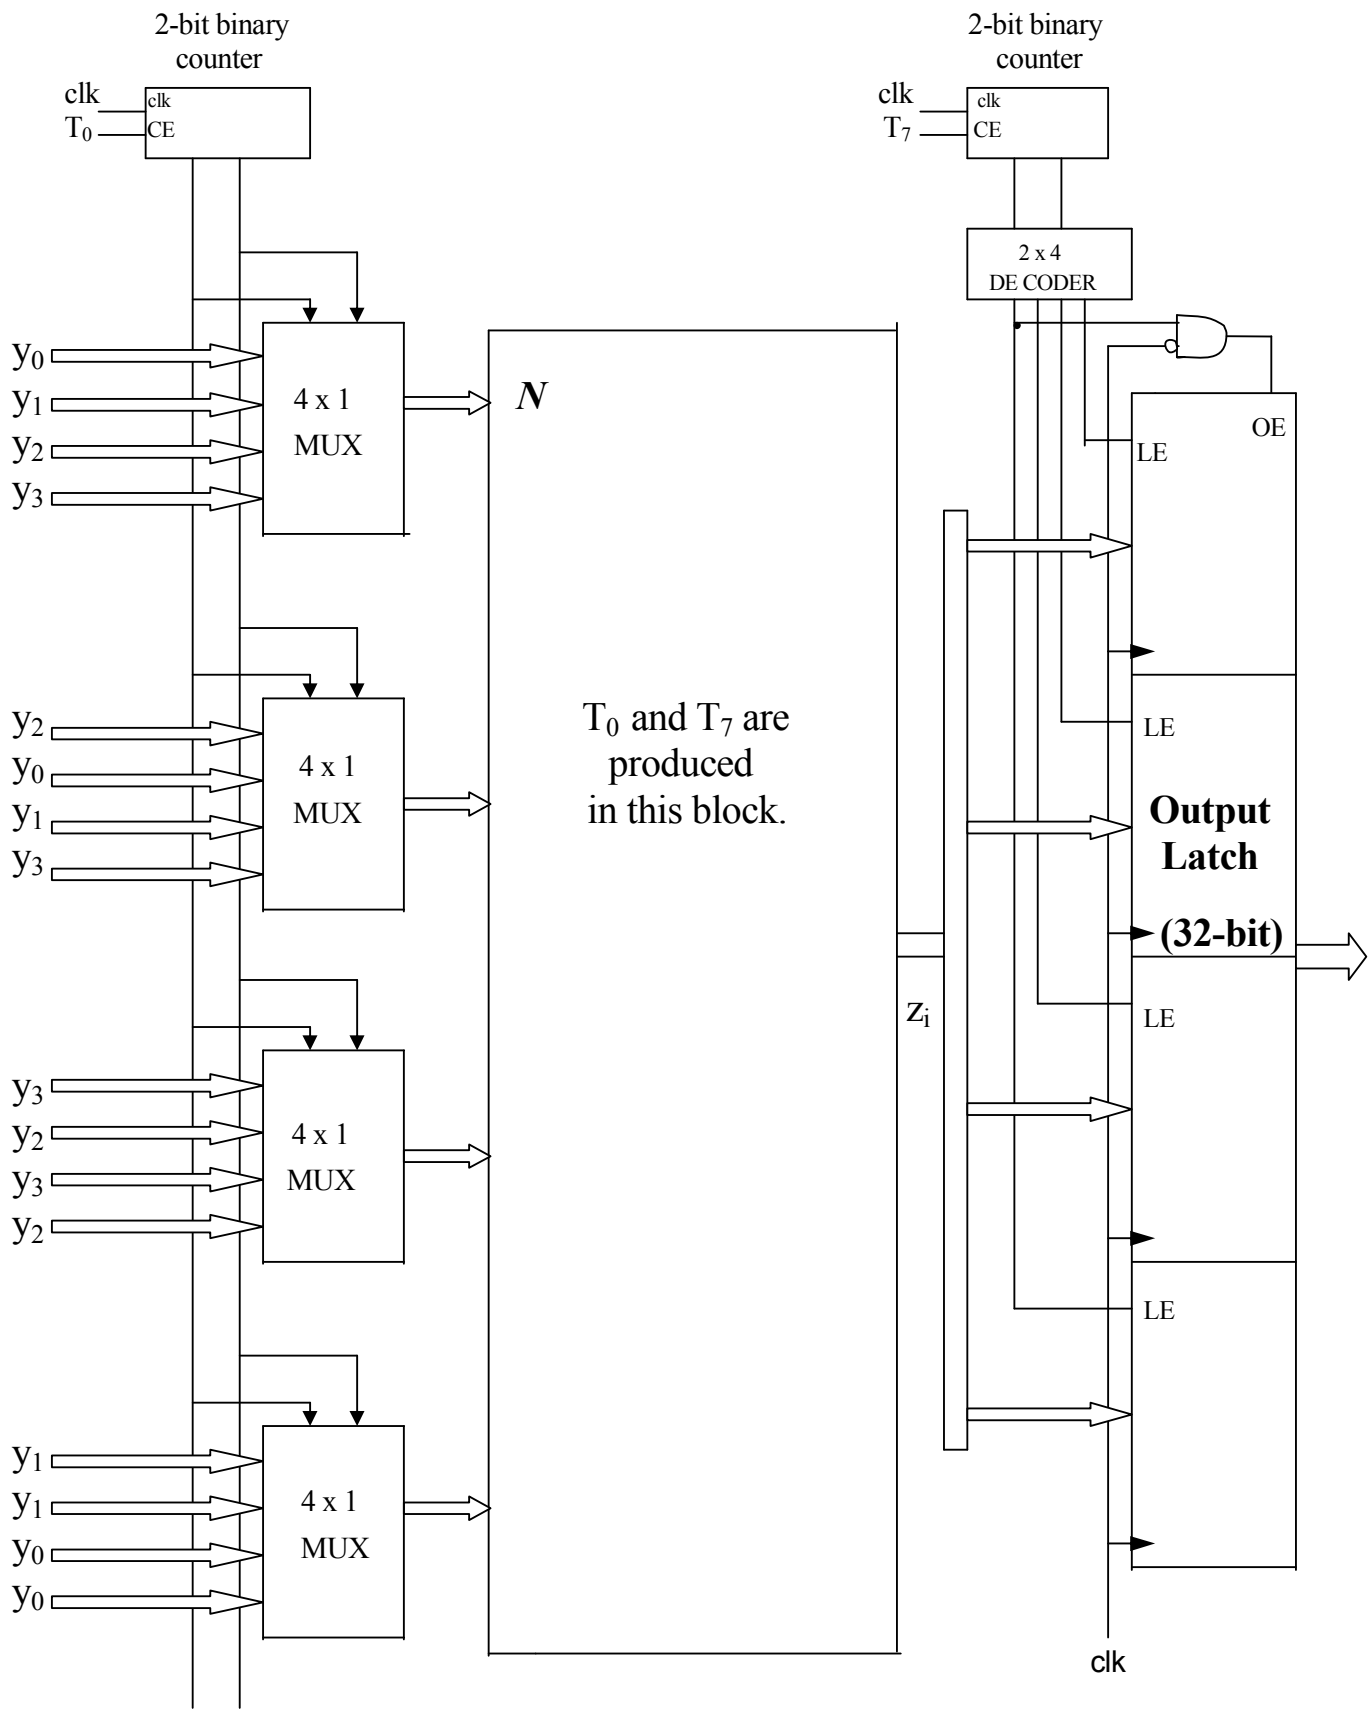 2-bit binary
counter
clk
T₀
clk
CE
2-bit binary
counter
clk
T₇
clk
CE
2 x 4
DE CODER
y₀
y₁
y₂
y₃
4 x 1
MUX
N
OE
LE
y₂
y₀
y₁
y₃
4 x 1
MUX
T₀ and T₇ are
produced
in this block.
LE
Output
Latch
(32-bit)
zᵢ
LE
y₃
y₂
y₃
y₂
4 x 1
MUX
LE
y₁
y₁
y₀
y₀
4 x 1
MUX
clk